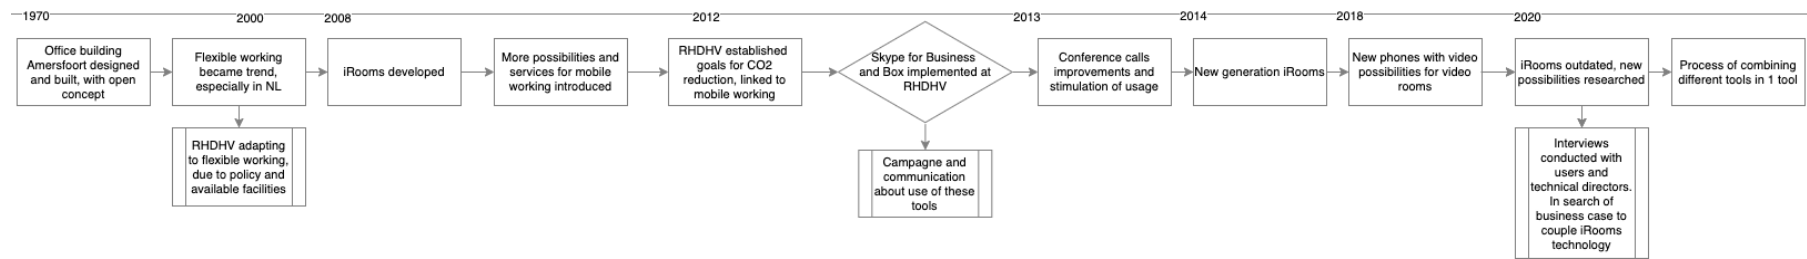 1970
2000
2008
2012
2013
2014
2018
2020
Office building
Amersfoort designed
and built, with open
concept
Flexible working
became trend,
especially in NL
iRooms developed
More possibilities and
services for mobile
working introduced
RHDHV established
goals for CO2
reduction, linked to
mobile working
Skype for Business
and Box implemented at
RHDHV
Conference calls
improvements and
stimulation of usage
New generation iRooms
New phones with video
possibilities for video
rooms
iRooms outdated, new
possibilities researched
Process of combining
different tools in 1 tool
RHDHV adapting
to flexible working,
due to policy and
available facilities
Campagne and
communication
about use of these
tools
Interviews
conducted with
users and
technical directors.
In search of
business case to
couple iRooms
technology